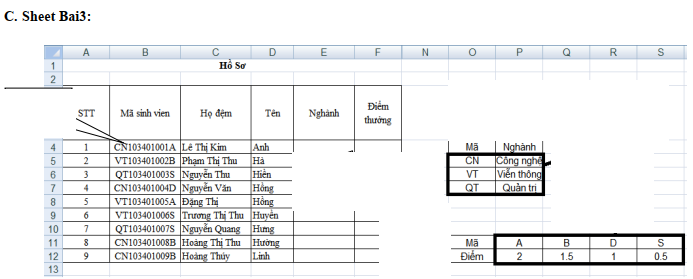 C. Sheet Bai3:
A B C D E F N O P Q R S
1 Hồ Sơ
2
STT Mã sinh vien Họ đệm Tên Nghành Điểm thưởng
4 1 CN103401001A Lê Thị Kim Anh Mã Nghành
5 2 VT103401002B Phạm Thị Thu Hà CN Công nghệ
6 3 QT103401003S Nguyễn Thu Hiền VT Viễn thông
7 4 CN103401004D Nguyễn Văn Hồng QT Quản trị
8 5 VT103401005A Đặng Thị Hồng
9 6 VT103401006S Trương Thị Thu Huyền
10 7 QT103401007S Nguyễn Quang Hưng
11 8 CN103401008B Hoàng Thị Thu Hường Mã A B D S
12 9 CN103401009B Hoàng Thúy Linh Điểm 2 1.5 1 0.5
13